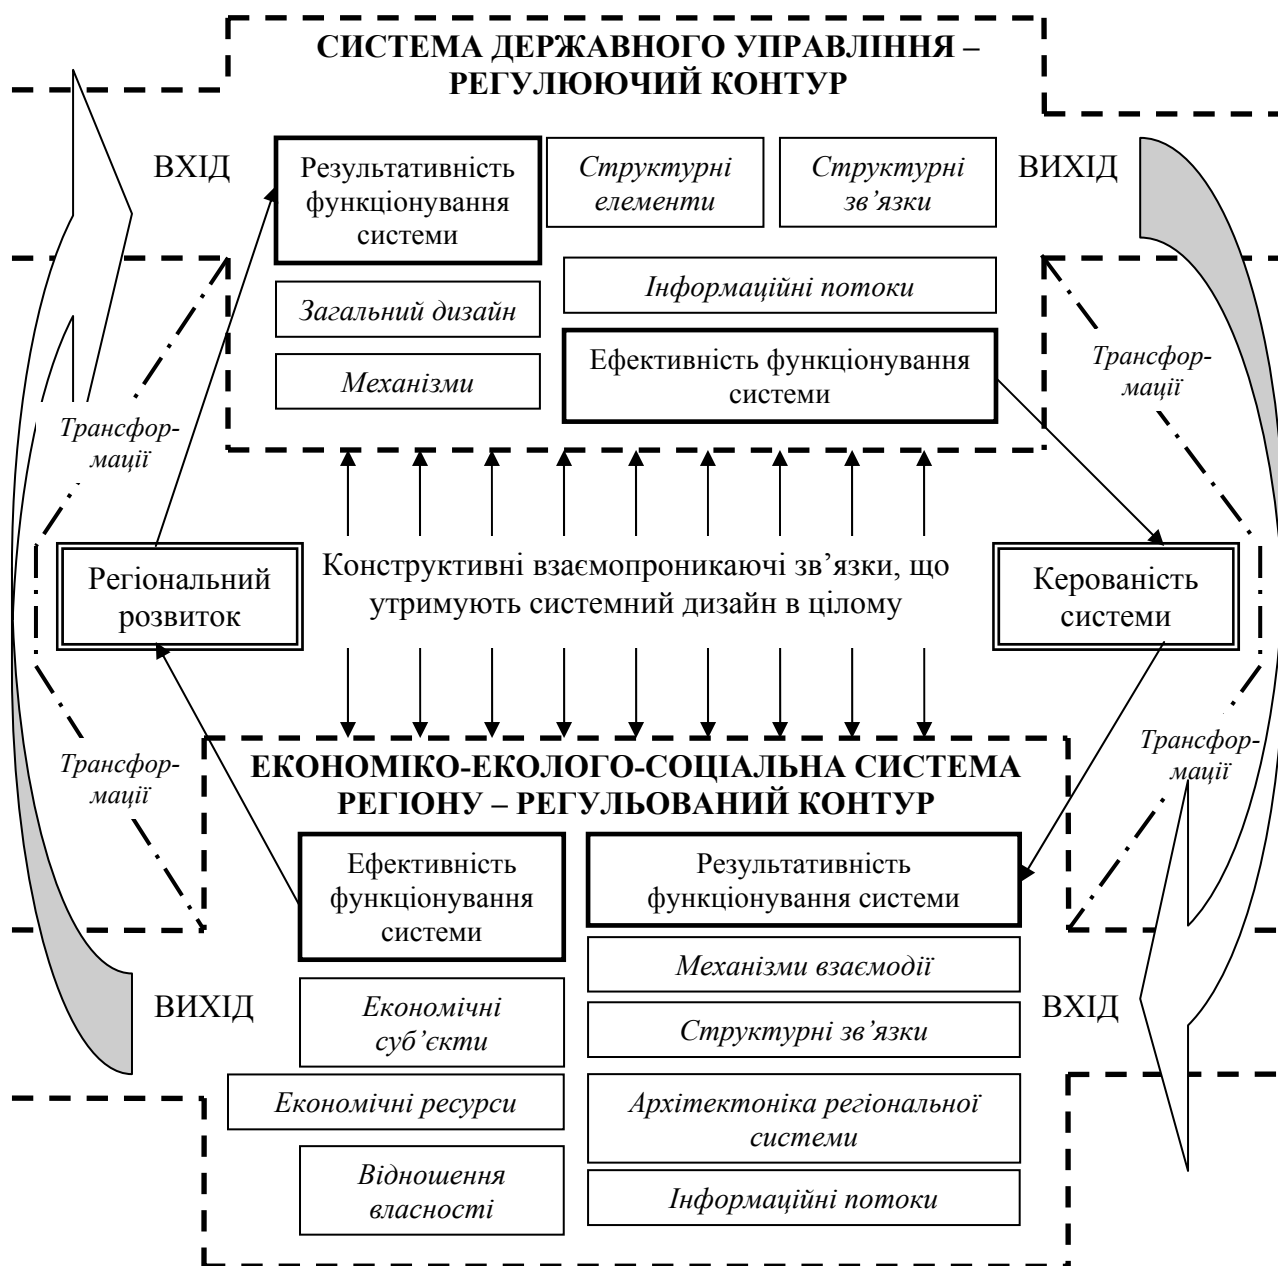 СИСТЕМА ДЕРЖАВНОГО УПРАВЛІННЯ –
РЕГУЛЮЮЧИЙ КОНТУР
ВХІД
Результативність
функціонування
системи
Структурні
елементи
Структурні
зв’язки
ВИХІД
Загальний дизайн
Інформаційні потоки
Механізми
Ефективність функціонування
системи
Трансфор-
мації
Трансфор-
мації
Регіональний
розвиток
Конструктивні взаємопроникаючі зв’язки, що
утримують системний дизайн в цілому
Керованість
системи
Трансфор-
мації
Трансфор-
мації
ЕКОНОМІКО-ЕКОЛОГО-СОЦІАЛЬНА СИСТЕМА
РЕГІОНУ – РЕГУЛЬОВАНИЙ КОНТУР
Ефективність
функціонування
системи
Результативність
функціонування системи
ВИХІД
Економічні
суб’єкти
Механізми взаємодії
Структурні зв’язки
ВХІД
Економічні ресурси
Архітектоніка регіональної
системи
Відношення
власності
Інформаційні потоки